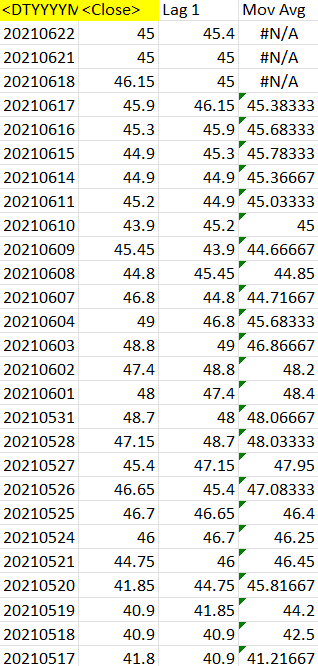 <DTYYYYM <Close> Lag 1 Mov Avg
20210622 45 45.4 #N/A
20210621 45 45 #N/A
20210618 46.15 45 #N/A
20210617 45.9 46.15 45.38333
20210616 45.3 45.9 45.68333
20210615 44.9 45.3 45.78333
20210614 44.9 44.9 45.36667
20210611 45.2 44.9 45.03333
20210610 43.9 45.2 45
20210609 45.45 43.9 44.66667
20210608 44.8 45.45 44.85
20210607 46.8 44.8 44.71667
20210604 49 46.8 45.68333
20210603 48.8 49 46.86667
20210602 47.4 48.8 48.2
20210601 48 47.4 48.4
20210531 48.7 48 48.06667
20210528 47.15 48.7 48.03333
20210527 45.4 47.15 47.95
20210526 46.65 45.4 47.08333
20210525 46.7 46.65 46.4
20210524 46 46.7 46.25
20210521 44.75 46 46.45
20210520 41.85 44.75 45.81667
20210519 40.9 41.85 44.2
20210518 40.9 40.9 42.5
20210517 41.8 40.9 41.21667